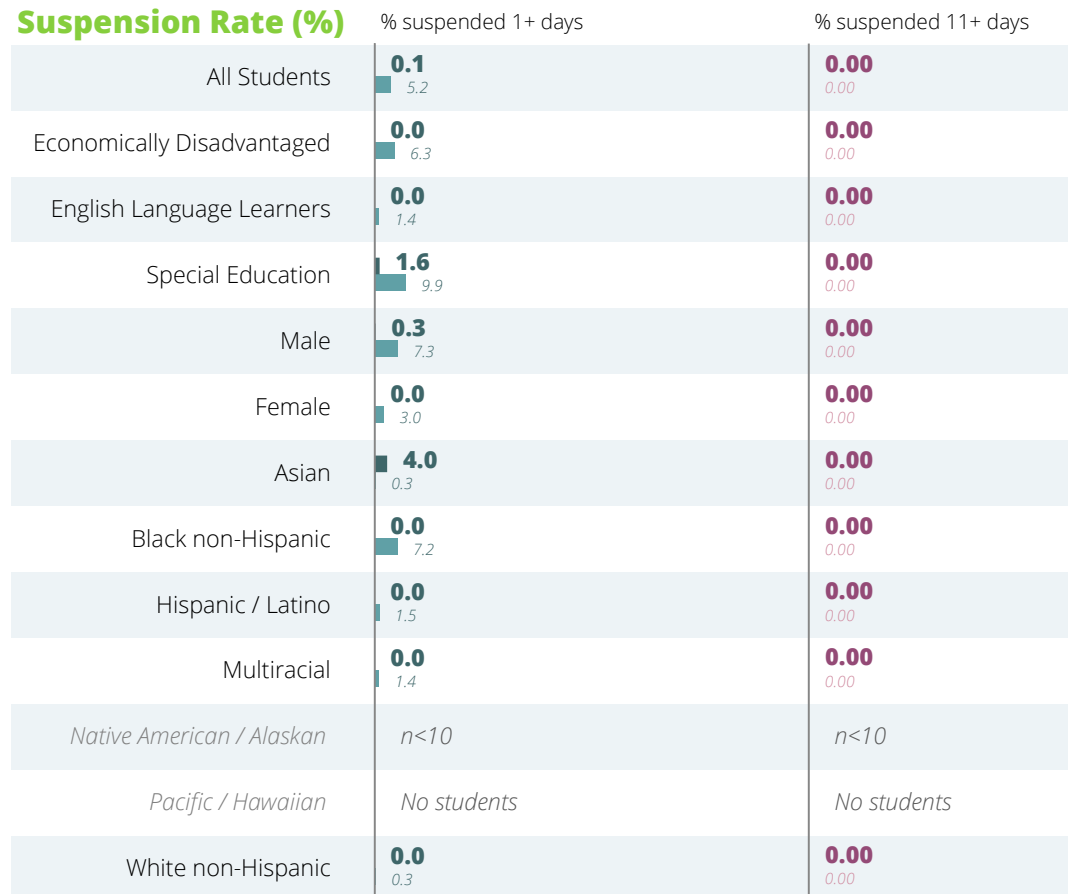 Suspension Rate (%) % suspended 1+ days % suspended 11+ days
All Students 0.1 0.00
5.2 0.00
Economically Disadvantaged 0.0 0.00
6.3 0.00
English Language Learners 0.0 0.00
1.4 0.00
Special Education 1.6 0.00
9.9 0.00
Male 0.3 0.00
7.3 0.00
Female 0.0 0.00
3.0 0.00
Asian 4.0 0.00
0.3 0.00
Black non-Hispanic 0.0 0.00
7.2 0.00
Hispanic / Latino 0.0 0.00
1.5 0.00
Multiracial 0.0 0.00
1.4 0.00
Native American / Alaskan n<10 n<10
Pacific / Hawaiian No students No students
White non-Hispanic 0.0 0.00
0.3 0.00